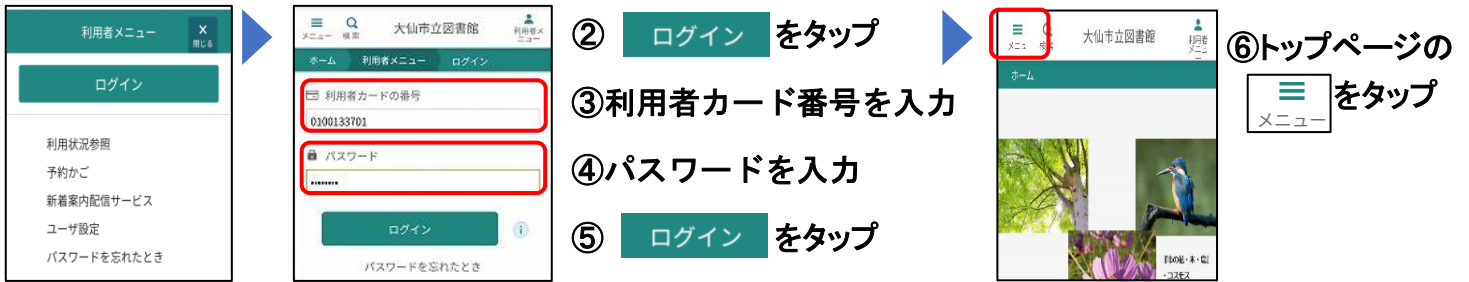 利用者メニュー
×
閉じる
ログイン
利用状況参照
予約かご
新着案内配信サービス
ユーザ設定
パスワードを忘れたとき
メニュー
検索
大仙市立図書館
利用者メニュー
ホーム
利用者メニュー
ログイン
利用者カードの番号
0100133701
パスワード
ログイン
パスワードを忘れたとき
② ログイン をタップ
③利用者カード番号を入力
④パスワードを入力
⑤ ログイン をタップ
メニュ
検索
大仙市立図書館
利用者メニュー
ホーム
・コスモス
⑥トップページの
メニュー
をタップ